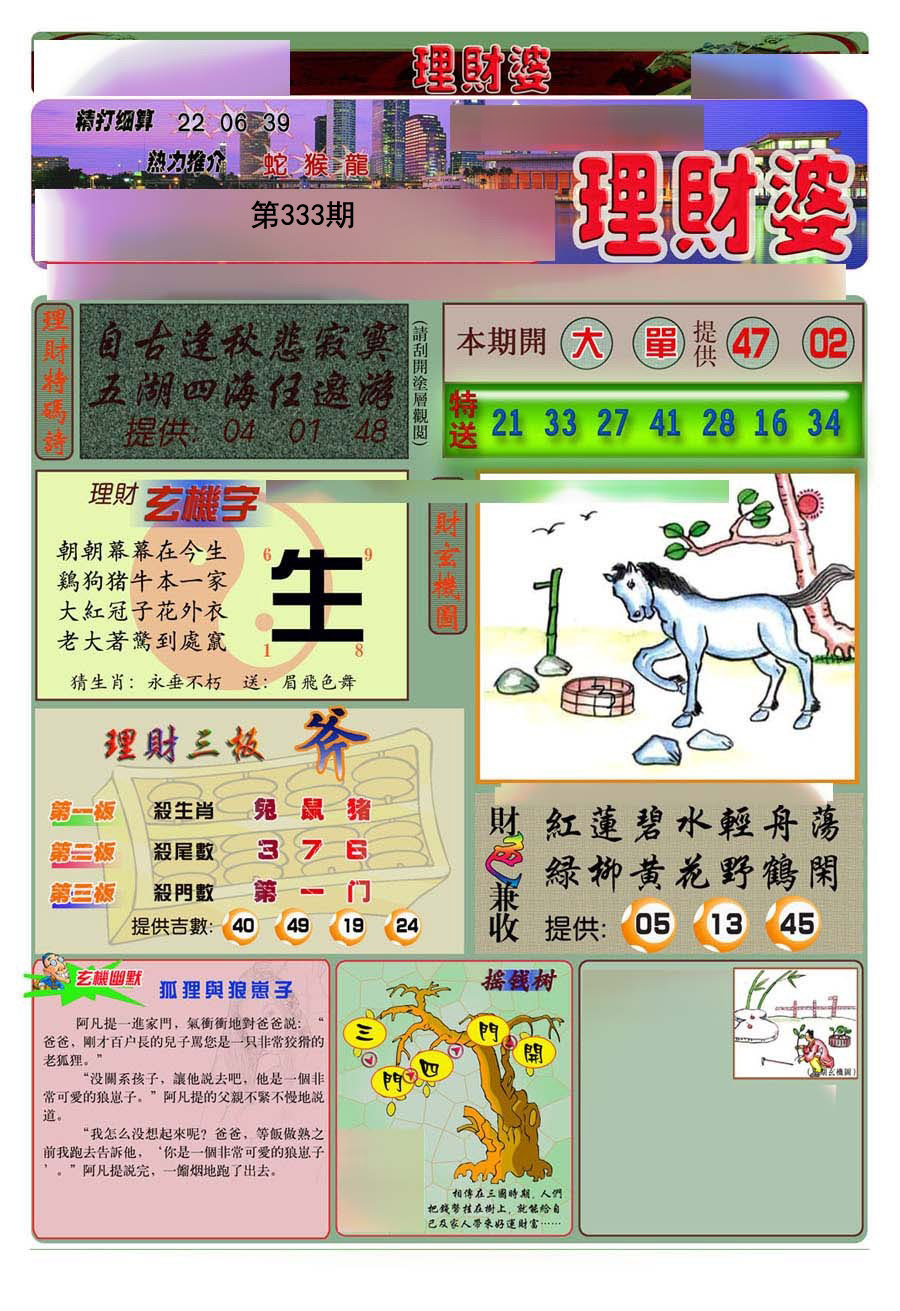 理財婆
精打细算 22 06 39
热力推介 蛇 猴 龍
第333期
理財婆
理財特碼詩
自古逢秋悲寂寞
五湖四海任遨游
提供: 04 01 48
(請刮開塗層觀閲)
本期開 大 單 提供 47 02
特送 21 33 27 41 28 16 34
理財 玄機字
朝朝幕幕在今生
鷄狗猪牛本一家
大紅冠子花外衣
老大著驚到處竄
6 9
生
1 8
猜生肖: 永垂不朽 送: 眉飛色舞
財玄機圖
理財三板斧
第一板 殺生肖 兔 鼠 猪
第二板 殺尾數 3 7 6
第三板 殺門數 第 一 门
提供吉數: 40 49 19 24
財色兼收
紅蓮碧水輕舟蕩
緑柳黄花野鶴閑
提供: 05 13 45
玄機幽默
狐狸與狼崽子
阿凡提一進家門，氣衝衝地對爸爸説：“
爸爸，剛才百户長的兒子駡您是一只非常狡猾的
老狐狸。”
“没關系孩子，讓他説去吧，他是一個非
常可愛的狼崽子。”阿凡提的父親不緊不慢地説
道。
“我怎么没想起來呢？爸爸，等飯做熟之
前我跑去告訴他，‘你是一個非常可愛的狼崽子
’。”阿凡提説完，一縮烟地跑了出去。
摇钱树
三 門 四 門 開
相傳在三國時期，人們
把錢幣挂在樹上，就能給自
己及家人帶來好運財富……
期玄機圖)